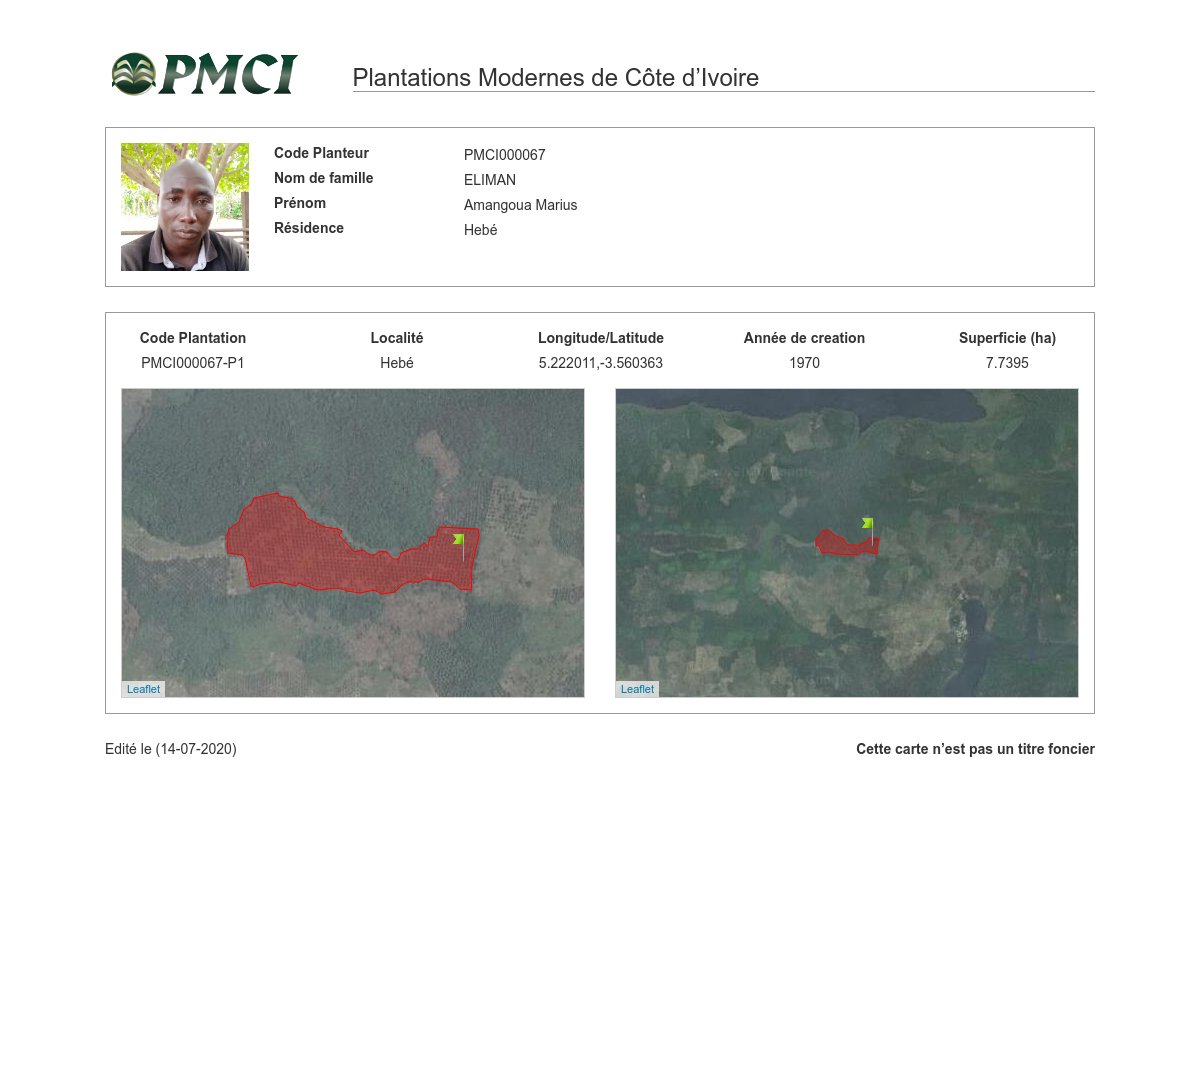 PMCI
Plantations Modernes de Côte d’Ivoire
Code Planteur PMCI000067
Nom de famille ELIMAN
Prénom Amangoua Marius
Résidence Hebé
Code Plantation Localité Longitude/Latitude Année de creation Superficie (ha)
PMCI000067-P1 Hebé 5.222011,-3.560363 1970 7.7395
Leaflet Leaflet
Edité le (14-07-2020) Cette carte n’est pas un titre foncier